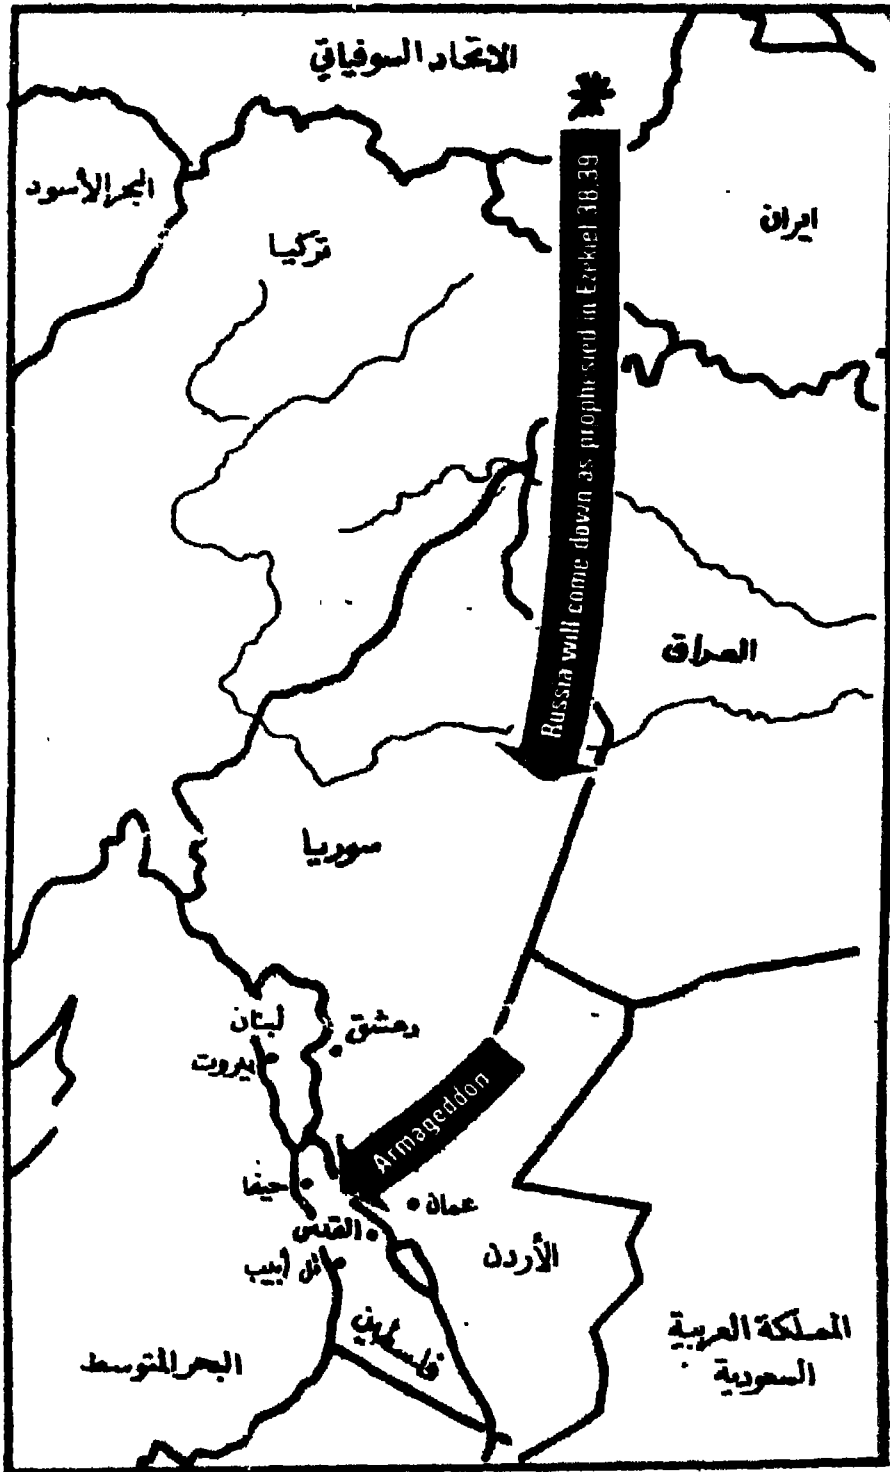 الاتحاد السوفياتي
البحر الأسود
تركيا
ايران
Russia will come down as prophesied in Ezekiel 38.39
العراق
سوريا
لبنان
دمشق
بيروت
Armageddon
حيفا
عمان
القدس
تل أبيب
الأردن
فلسطين
البحر المتوسط
المملكة العربية
السعودية